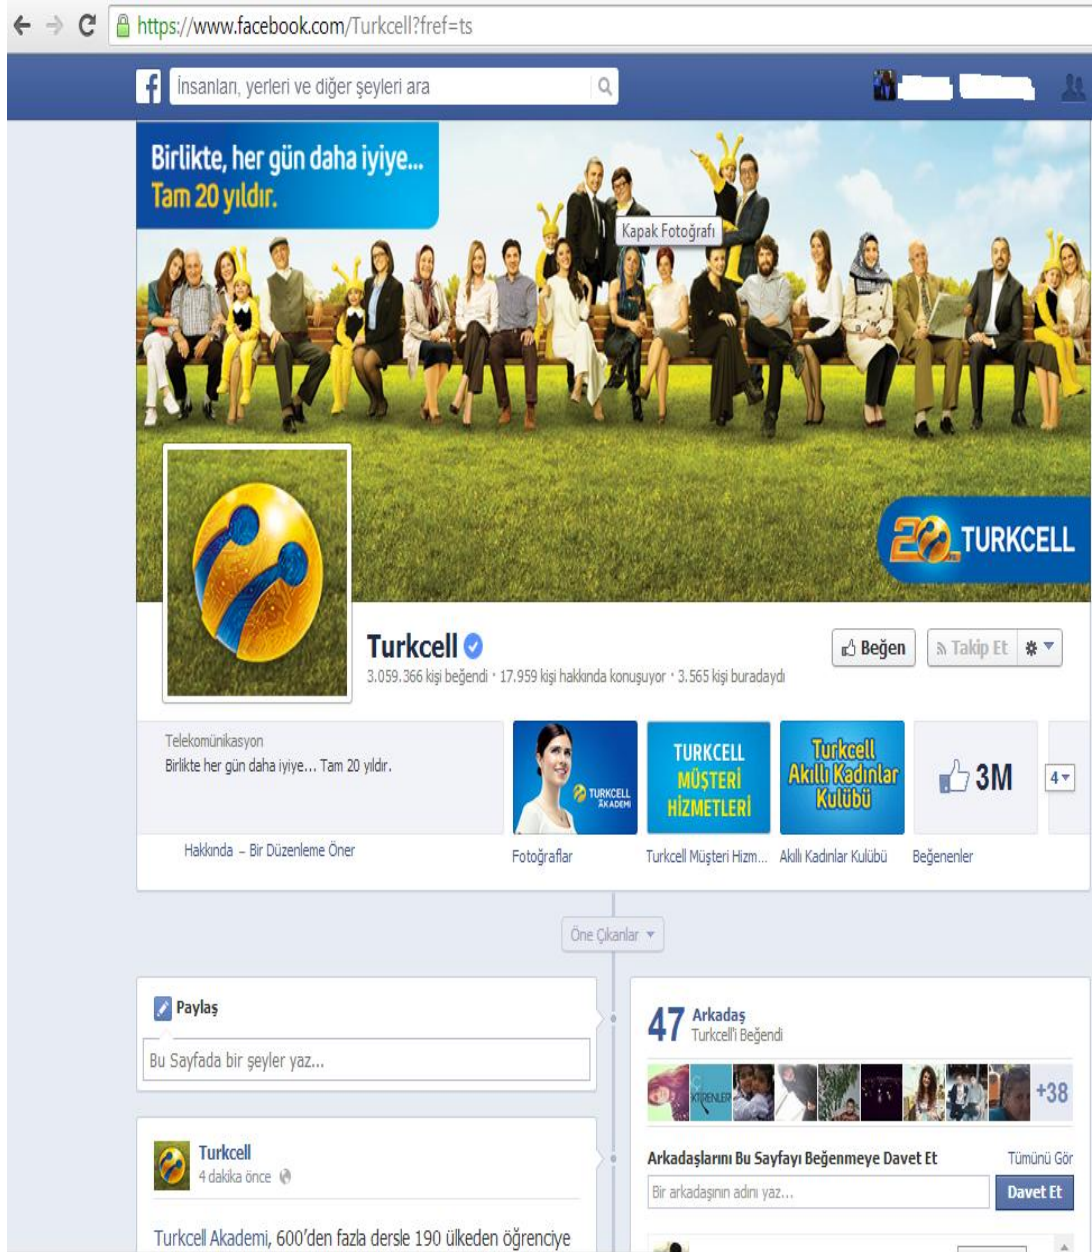 https://www.facebook.com/Turkcell?fref=ts
İnsanları, yerleri ve diğer şeyleri ara
Birlikte, her gün daha iyiye...
Tam 20 yıldır.
Kapak Fotoğrafı
20 TURKCELL
Turkcell
Beğen
Takip Et
3.059.366 kişi beğendi · 17.959 kişi hakkında konuşuyor · 3.565 kişi buradaydı
Telekomünikasyon
Birlikte her gün daha iyiye... Tam 20 yıldır.
Hakkında – Bir Düzenleme Öner
TURKCELL
AKADEMİ
Fotoğraflar
TURKCELL
MÜŞTERİ
HİZMETLERİ
Turkcell Müşteri Hizm...
Turkcell
Akıllı Kadınlar
Kulübü
Akıllı Kadınlar Kulübü
3M
Beğenenler
4
Öne Çıkanlar
Paylaş
Bu Sayfada bir şeyler yaz...
Turkcell
4 dakika önce
Turkcell Akademi, 600'den fazla dersle 190 ülkeden öğrenciye
47 Arkadaş
Turkcell'i Beğendi
+38
Arkadaşlarını Bu Sayfayı Beğenmeye Davet Et
Tümünü Gör
Bir arkadaşının adını yaz...
Davet Et